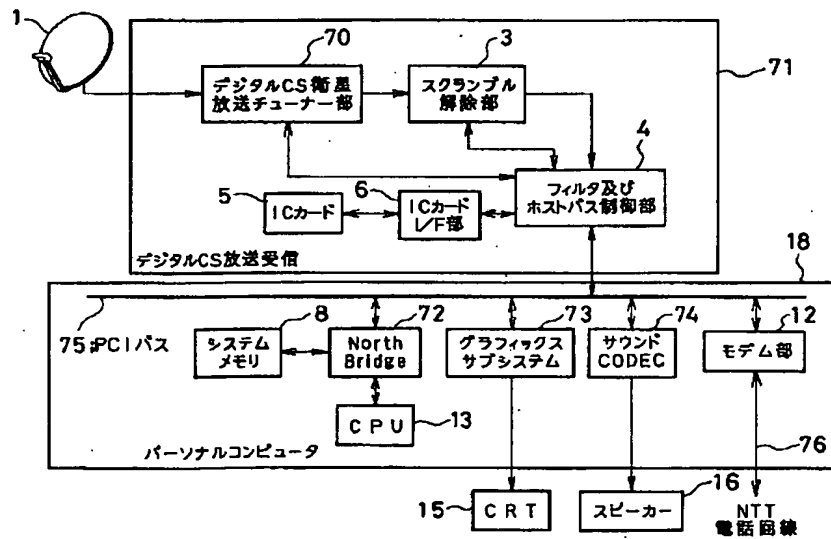 1
70
3
71
デジタルCS衛星
放送チューナー部
スクランブル
解除部
4
5
6
ICカード
ICカード
I/F部
フィルタ及び
ホストバス制御部
デジタルCS放送受信
18
75:PCIバス
8
72
73
74
12
システム
メモリ
North
Bridge
グラフィックス
サブシステム
サウンド
CODEC
モデム部
CPU
13
パーソナルコンピュータ
76
15
CRT
スピーカー
16
NTT
電話回線